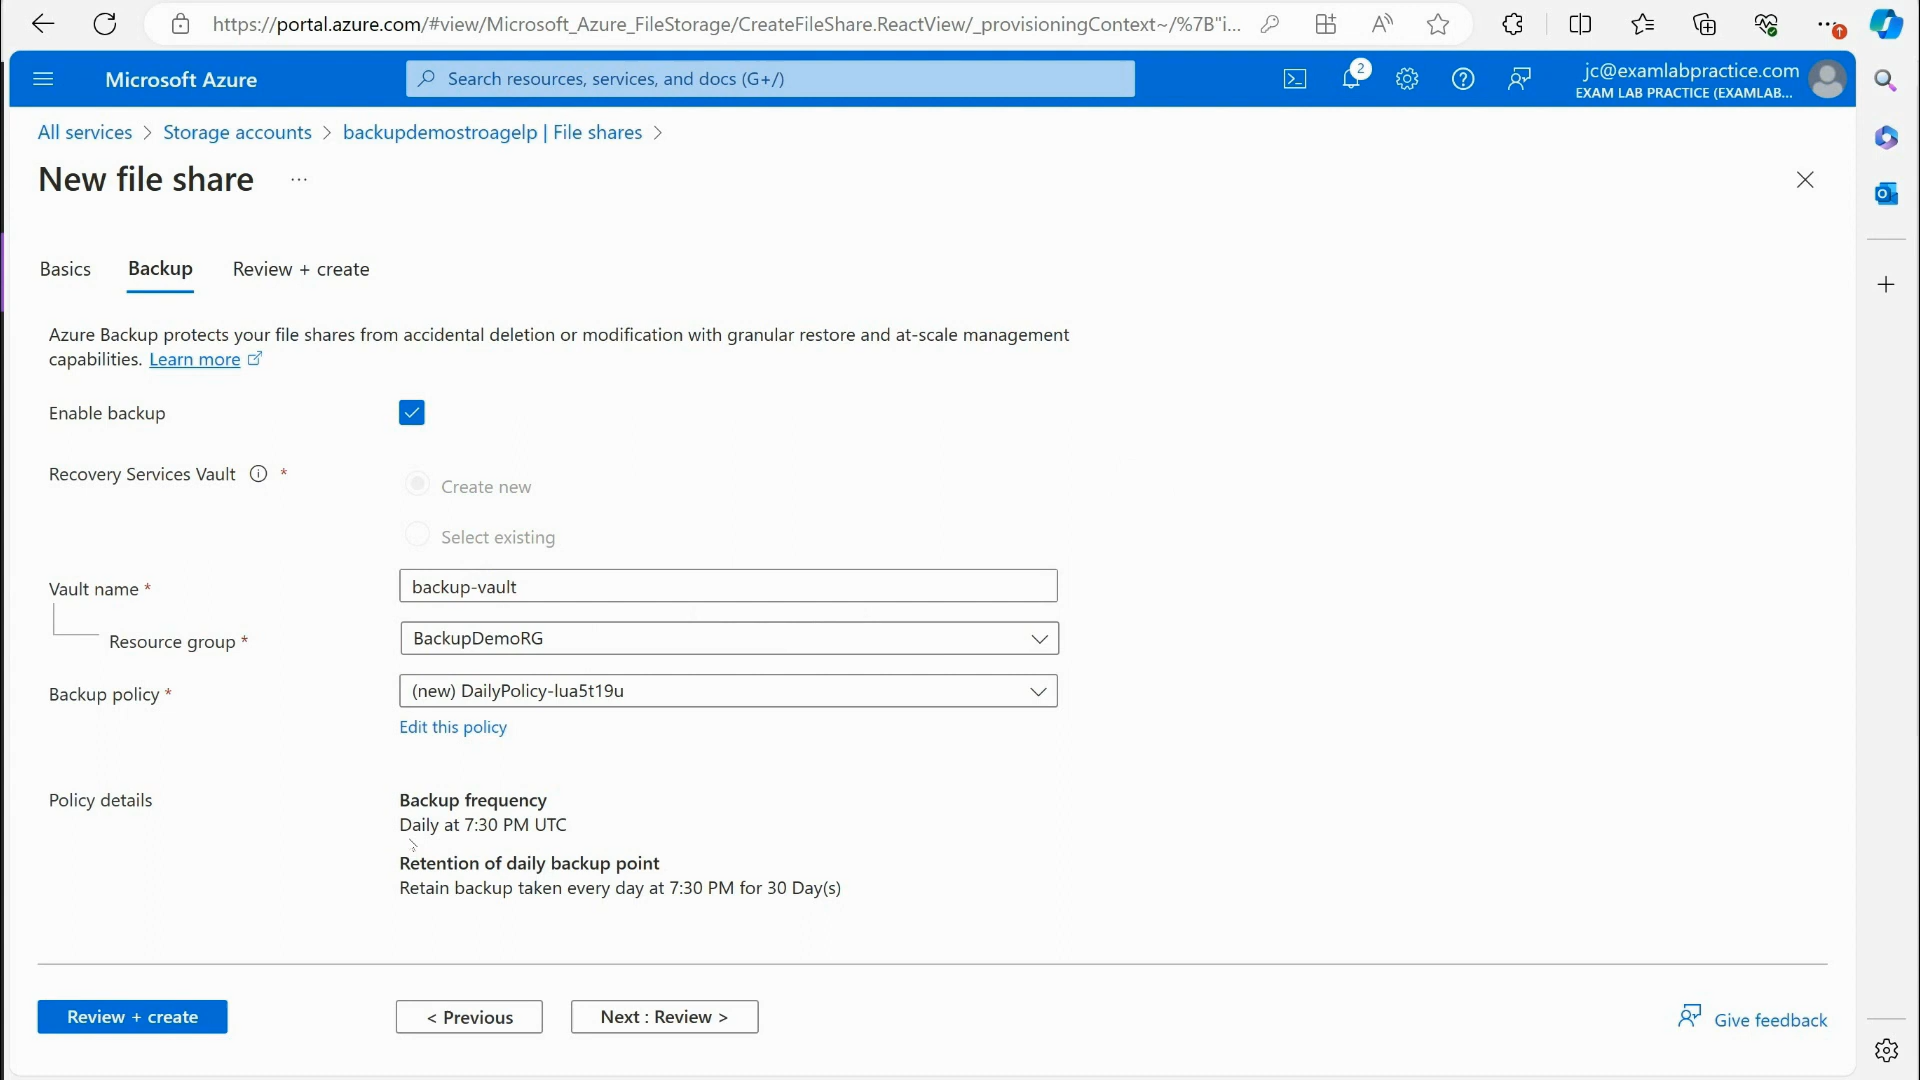 https://portal.azure.com/#view/Microsoft_Azure_FileStorage/CreateFileShare.ReactView/_provisioningContext~/%7B"i...
Microsoft Azure
Search resources, services, and docs (G+/)
2
jc@examlabpractice.com
EXAM LAB PRACTICE (EXAMLAB...
All services > Storage accounts > backupdemostroagelp | File shares >
New file share ...
Basics Backup Review + create
Azure Backup protects your file shares from accidental deletion or modification with granular restore and at-scale management
capabilities. Learn more
Enable backup
Recovery Services Vault *
Create new
Select existing
Vault name * backup-vault
Resource group * BackupDemoRG
Backup policy * (new) DailyPolicy-lua5t19u
Edit this policy
Policy details
Backup frequency
Daily at 7:30 PM UTC
Retention of daily backup point
Retain backup taken every day at 7:30 PM for 30 Day(s)
Review + create < Previous Next : Review > Give feedback